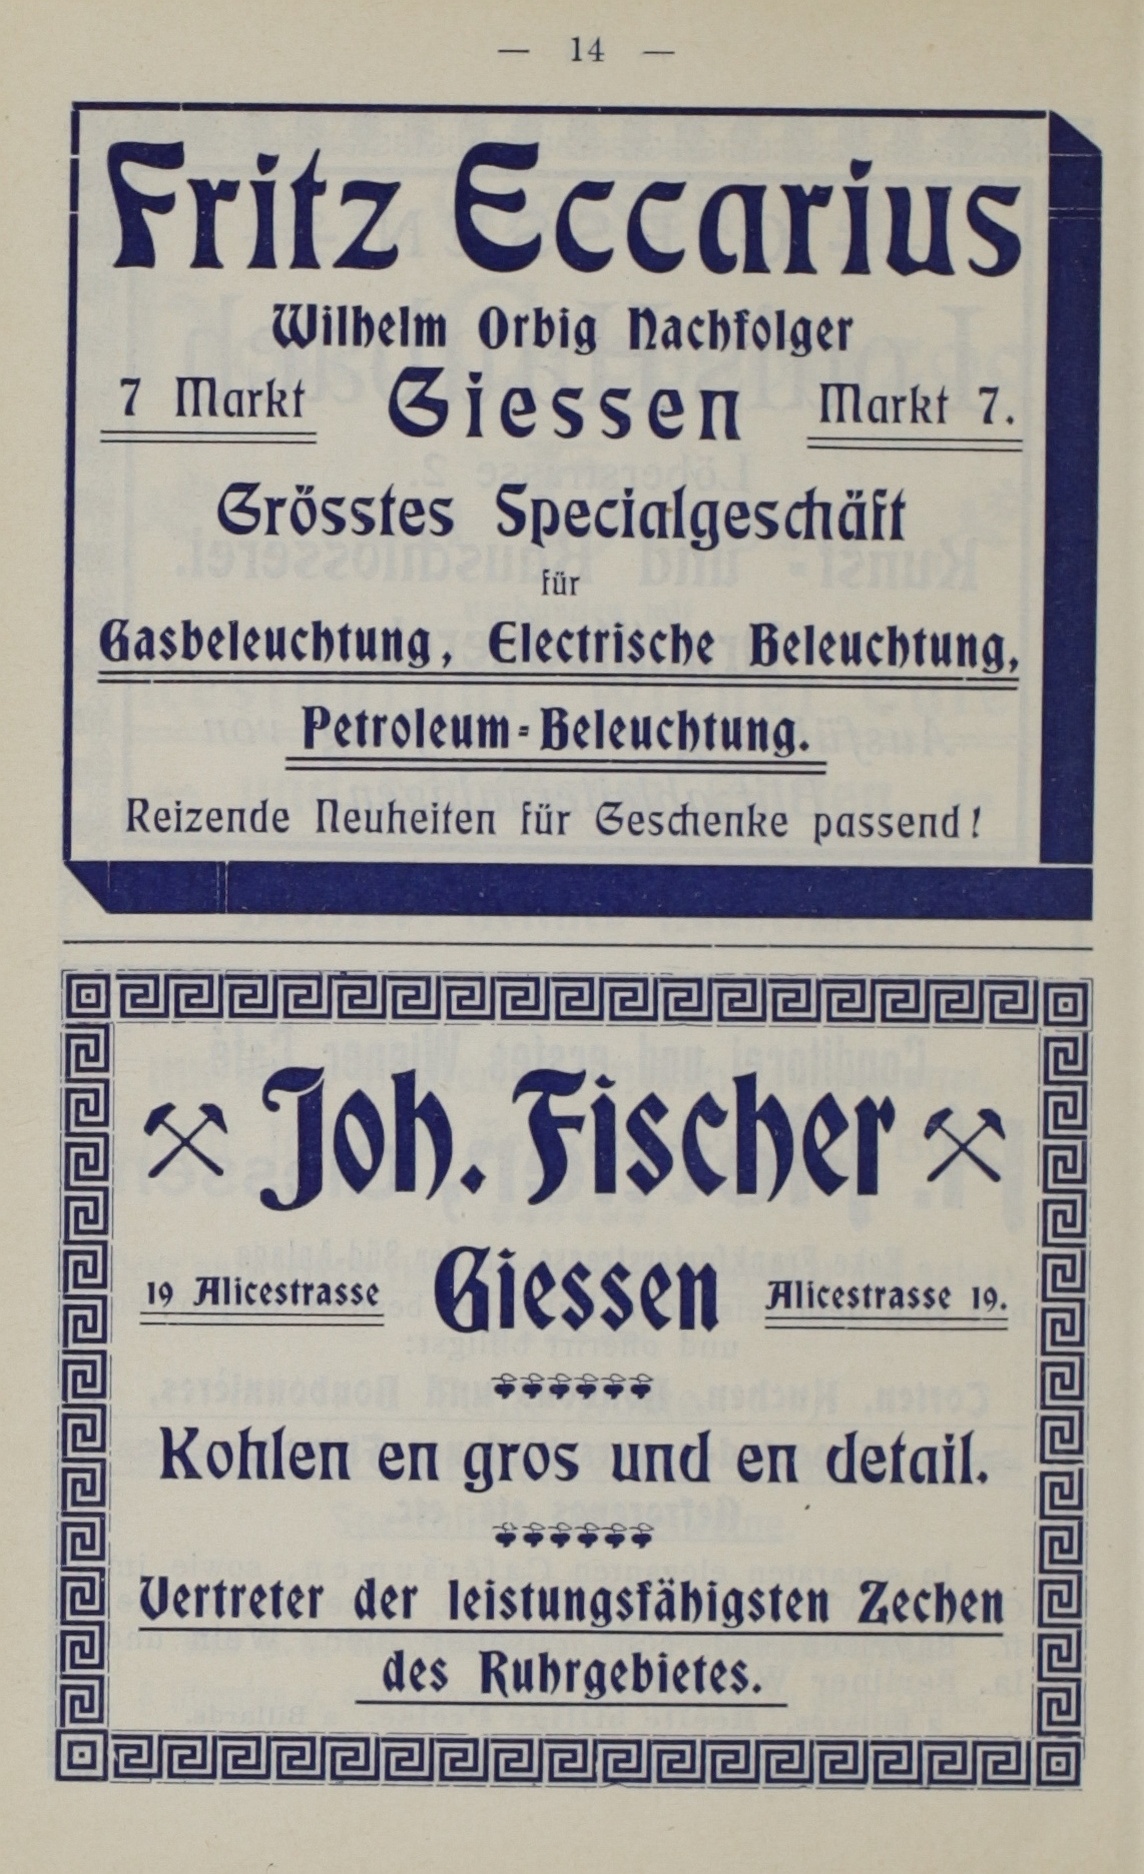 — 14 —
Fritz Eccarius
Wilhelm Orbig Nachfolger
7 Markt Giessen Markt 7.
Grösstes Specialgeschäft
für
Gasbeleuchtung, Electrische Beleuchtung,
Petroleum-Beleuchtung.
Reizende Neuheiten für Geschenke passend!
Joh. Fischer
19 Alicestrasse Giessen Alicestrasse 19.
Kohlen en gros und en detail.
Vertreter der leistungsfähigsten Zechen
des Ruhrgebietes.